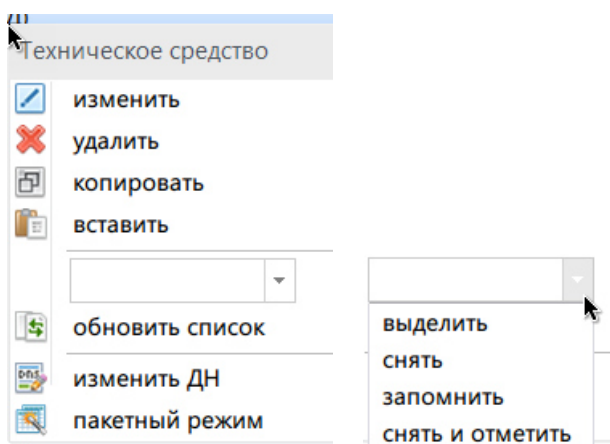 Техническое средство
изменить
удалить
копировать
вставить
обновить список
изменить ДН
пакетный режим
выделить
снять
запомнить
снять и отметить